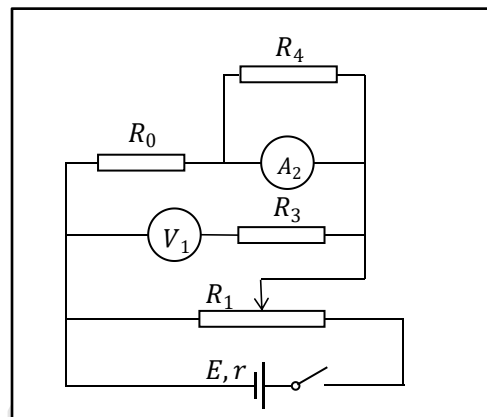 R₄
R₀
A₂
R₃
V₁
R₁
E, r